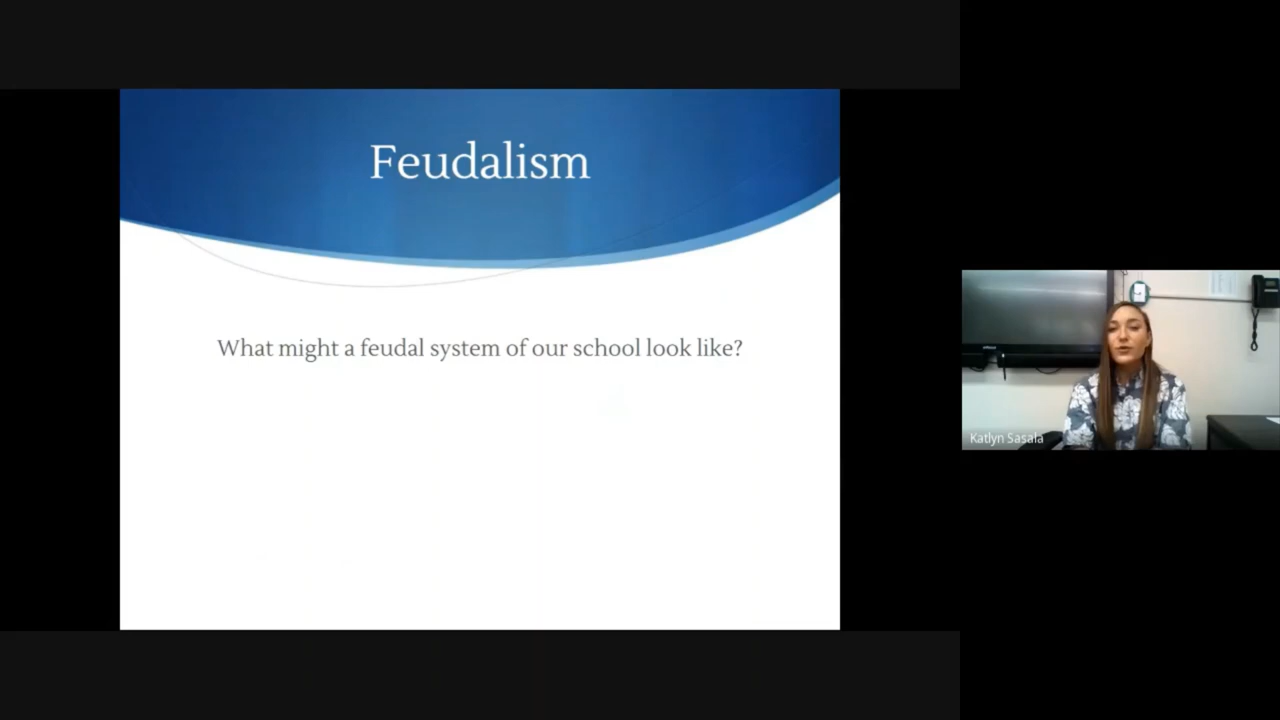 Feudalism
What might a feudal system of our school look like?
Katlyn Sasala